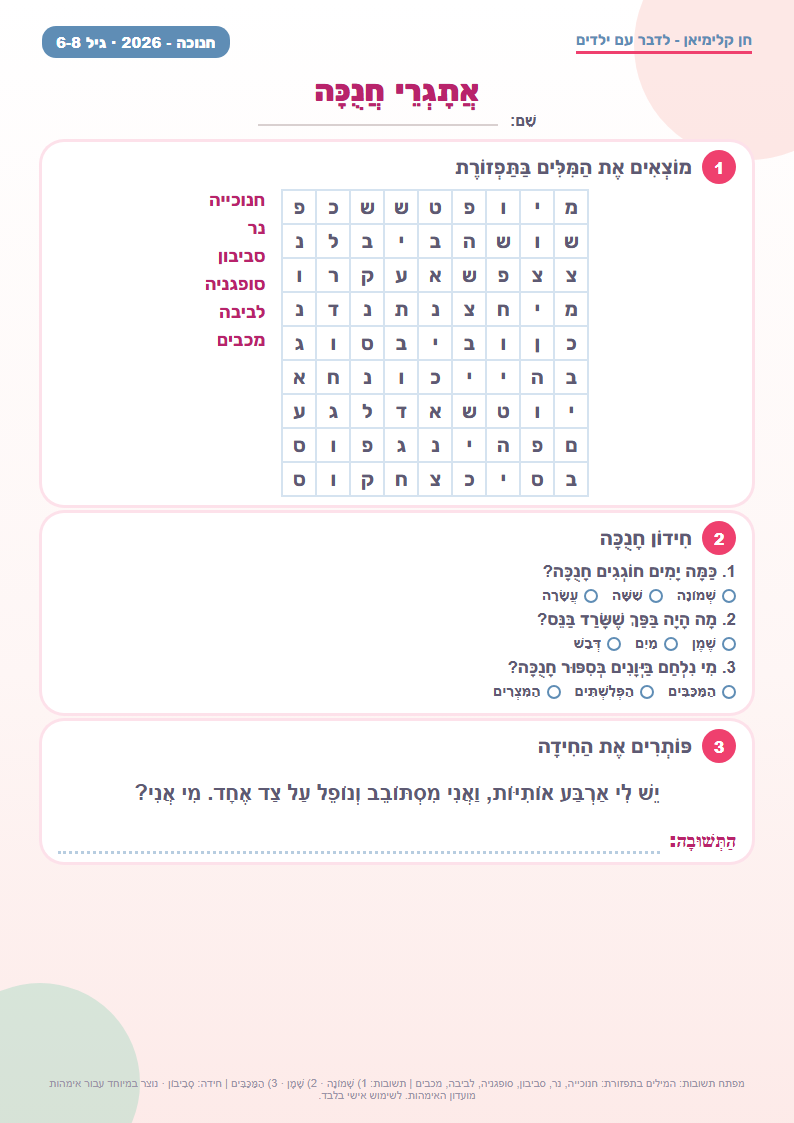 חן קלימיאן - לדבר עם ילדים
חנוכה - 2026 · גיל 6-8
אֶתְגְּרֵי חֲנֻכָּה
שֵׁם:
1
מוֹצְאִים אֶת הַמִּלִּים בַּתַּפְזוֹרֶת
מ י ו פ ט ש ש כ פ
ש ו ש ה ב י ב ל נ
צ צ פ ש א ע ק ר ו
מ י ח צ נ ת נ ד נ
כ ן ו ב י ב ס ו ג
ב ה י י כ ו נ ח א
י ו ט ש א ד ל ג ע
ם פ ה י נ ג פ ו ס
ב ס י כ צ ח ק ו ס
חנוכייה
נר
סביבון
סופגניה
לביבה
מכבים
2
חִידוֹן חֲנֻכָּה
1. כַּמָּה יָמִים חוֹגְגִים חֲנֻכָּה?
שְׁמוֹנָה שִׁשָּׁה עֲשָׂרָה
2. מָה הָיָה בַּפַּךְ שֶׁשָּׂרַד בַּנֵּס?
שֶׁמֶן מַיִם דְּבַשׁ
3. מִי נִלְחַם בַּיְּוָנִים בְּסִפּוּר חֲנֻכָּה?
הַמַּכַּבִּים הַפְּלִשְׁתִּים הַמִּצְרִים
3
פּוֹתְרִים אֶת הַחִידָה
יֵשׁ לִי אַרְבַּע אוֹתִיּוֹת, וַאֲנִי מִסְתּוֹבֵב וְנוֹפֵל עַל צַד אֶחָד. מִי אֲנִי?
הַתְּשׁוּבָה:
מפתח תשובות: המילים בתפזורת: חנוכייה, נר, סביבון, סופגניה, לביבה, מכבים | תשובות: 1) שְׁמוֹנָה · 2) שֶׁמֶן · 3) הַמַּכַּבִּים | חידה: סְבִיבוֹן · נוצר במיוחד עבור אימהות
מועדון האימהות. לשימוש אישי בלבד.